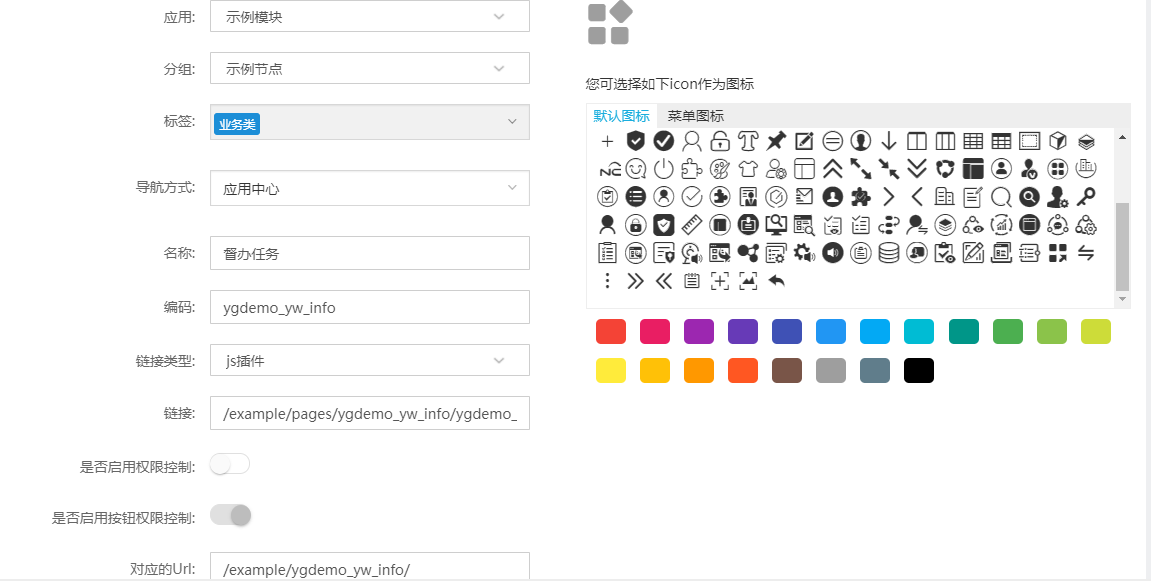 应用:
示例模块
分组:
示例节点
标签:
业务类
导航方式:
应用中心
名称:
督办任务
编码:
ygdemo_yw_info
链接类型:
js插件
链接:
/example/pages/ygdemo_yw_info/ygdemo_
是否启用权限控制:
是否启用按钮权限控制:
对应的Url:
/example/ygdemo_yw_info/
您可选择如下icon作为图标
默认图标 菜单图标